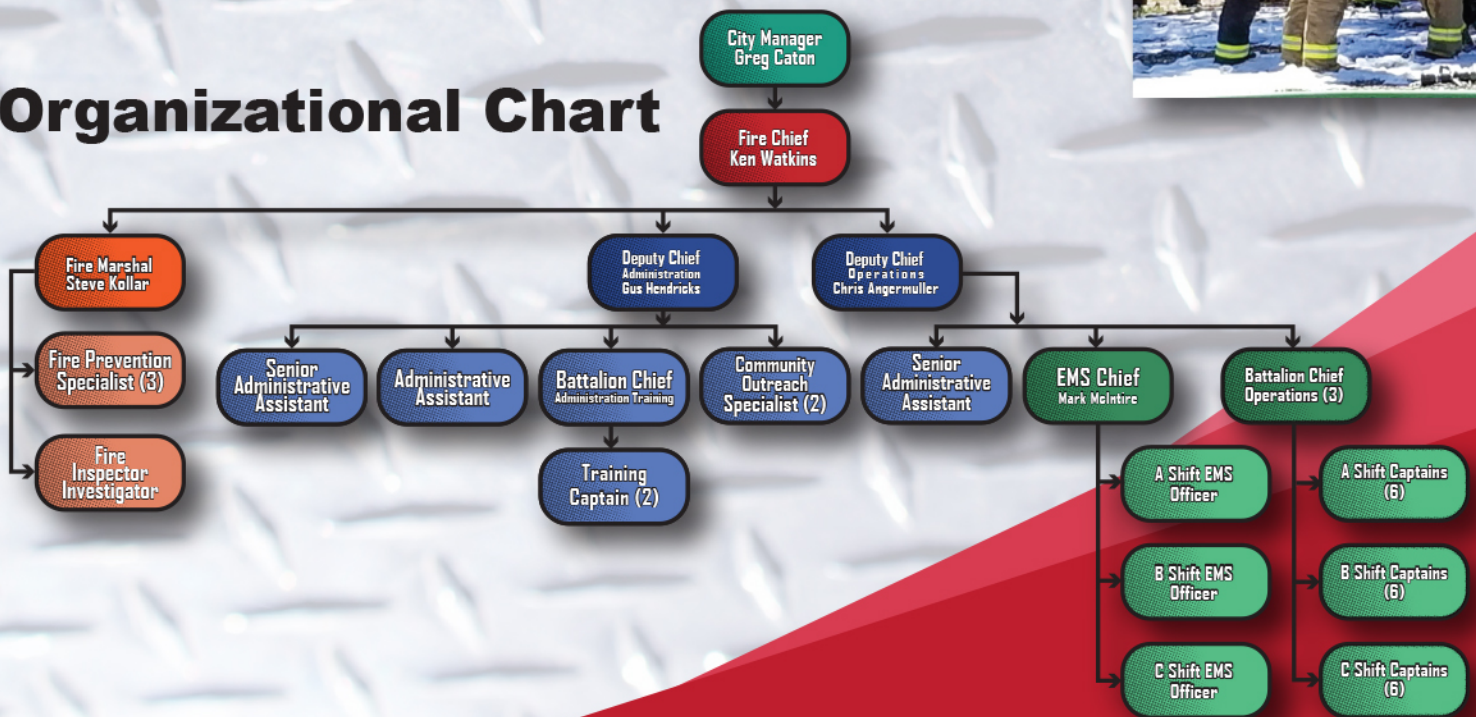 City Manager
Greg Caton
Organizational Chart
Fire Chief
Ken Watkins
Fire Marshal
Steve Kollar
Deputy Chief
Administration
Gus Hendricks
Deputy Chief
Operations
Chris Angermuller
Fire Prevention
Specialist (3)
Fire
Inspector
Investigator
Senior
Administrative
Assistant
Administrative
Assistant
Battalion Chief
Administration Training
Community
Outreach
Specialist (2)
Training
Captain (2)
Senior
Administrative
Assistant
EMS Chief
Mark McIntire
Battalion Chief
Operations (3)
A Shift EMS
Officer
B Shift EMS
Officer
C Shift EMS
Officer
A Shift Captains
(6)
B Shift Captains
(6)
C Shift Captains
(6)